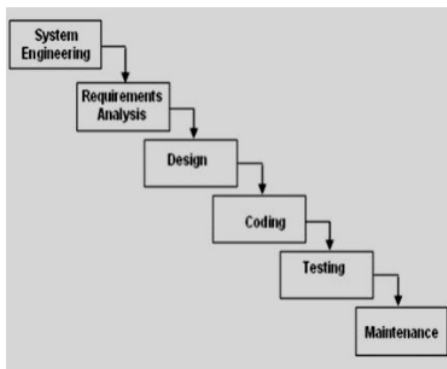 System
Engineering
Requirements
Analysis
Design
Coding
Testing
Maintenance